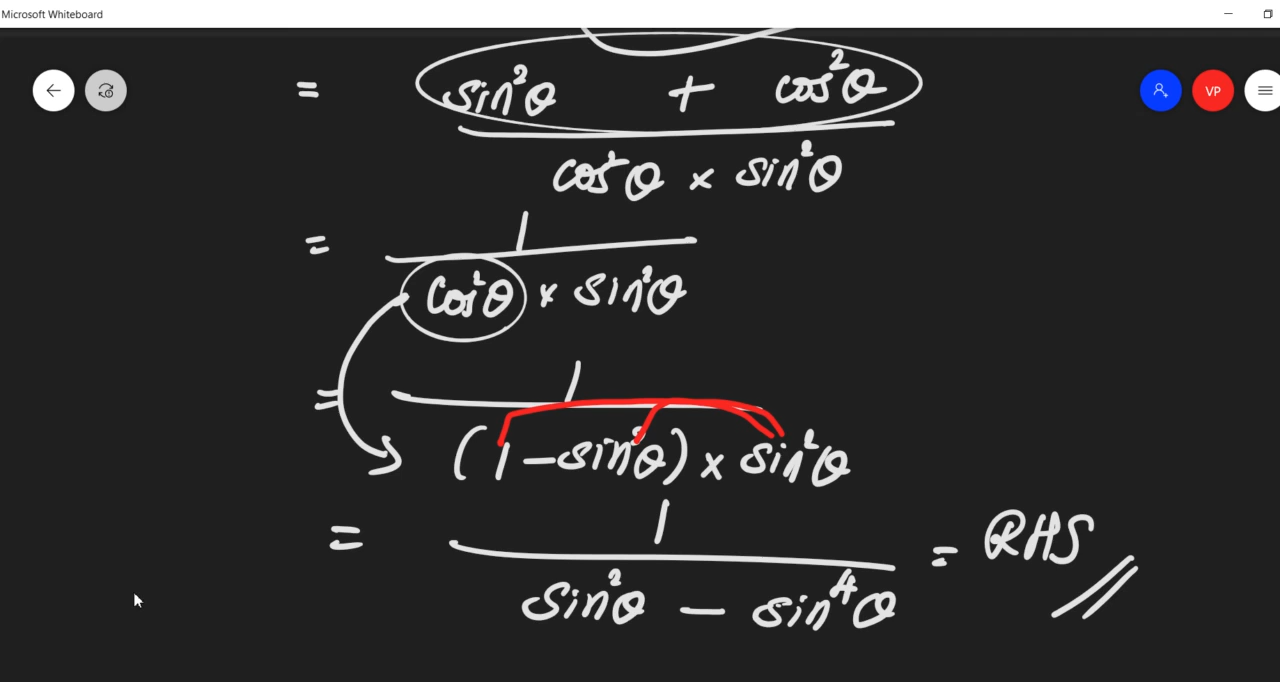 Microsoft Whiteboard
= sin²θ + cos²θ
cos²θ × sin²θ
VP
= 1
cos²θ × sin²θ
= 1
(1 – sin²θ) × sin²θ
= 1
sin²θ – sin⁴θ
= RHS